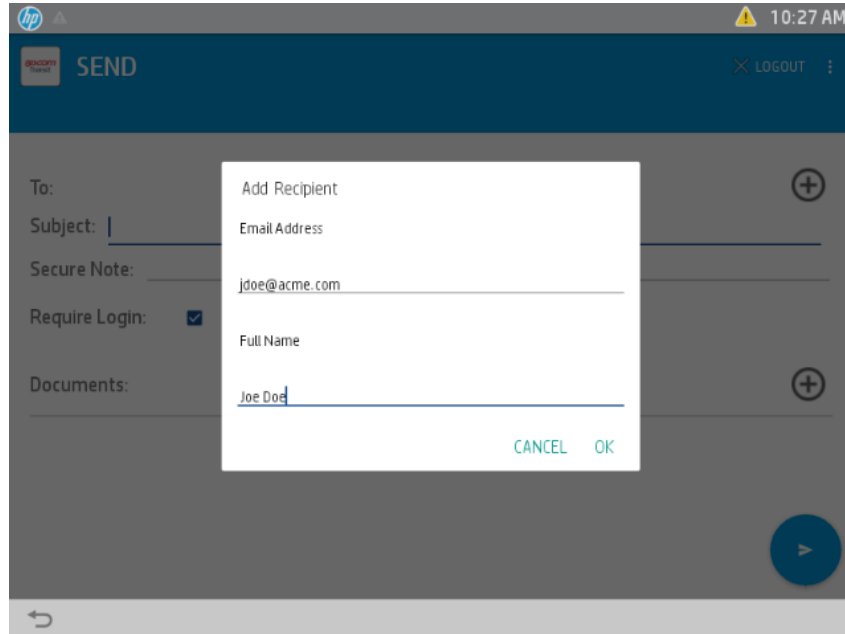 hp
10:27 AM
SEND
LOGOUT
To:
Subject:
Secure Note:
Require Login:
Documents:
Add Recipient
Email Address
jdoe@acme.com
Full Name
Joe Doe
CANCEL OK